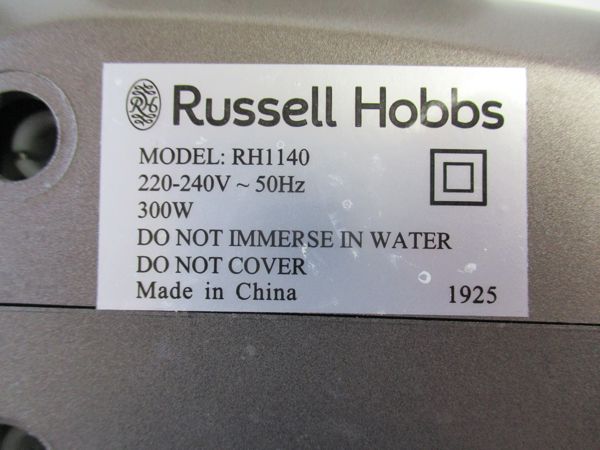 RH Russell Hobbs
MODEL: RH1140
220-240V ~ 50Hz
300W
DO NOT IMMERSE IN WATER
DO NOT COVER
Made in China 1925